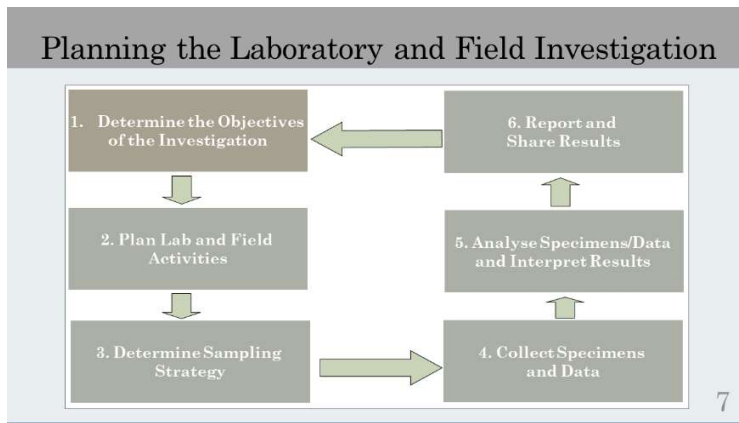 Planning the Laboratory and Field Investigation
1. Determine the Objectives
of the Investigation
2. Plan Lab and Field
Activities
3. Determine Sampling
Strategy
4. Collect Specimens
and Data
5. Analyse Specimens/Data
and Interpret Results
6. Report and
Share Results
7